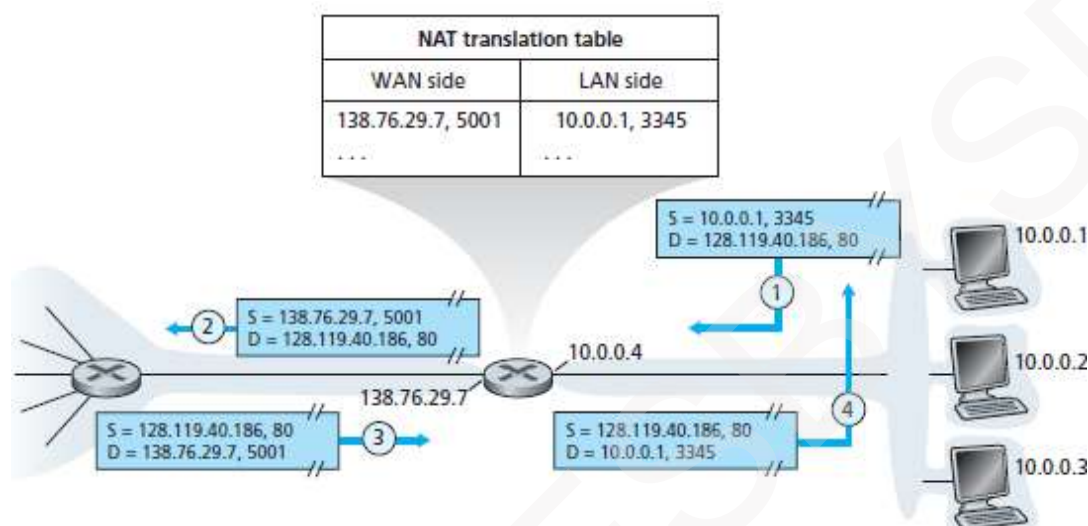 NAT translation table
WAN side LAN side
138.76.29.7, 5001 10.0.0.1, 3345
. . . . . .
S = 10.0.0.1, 3345
D = 128.119.40.186, 80
10.0.0.1
1
S = 138.76.29.7, 5001
D = 128.119.40.186, 80
2
10.0.0.4
10.0.0.2
138.76.29.7
S = 128.119.40.186, 80
D = 138.76.29.7, 5001
3
S = 128.119.40.186, 80
D = 10.0.0.1, 3345
4
10.0.0.3